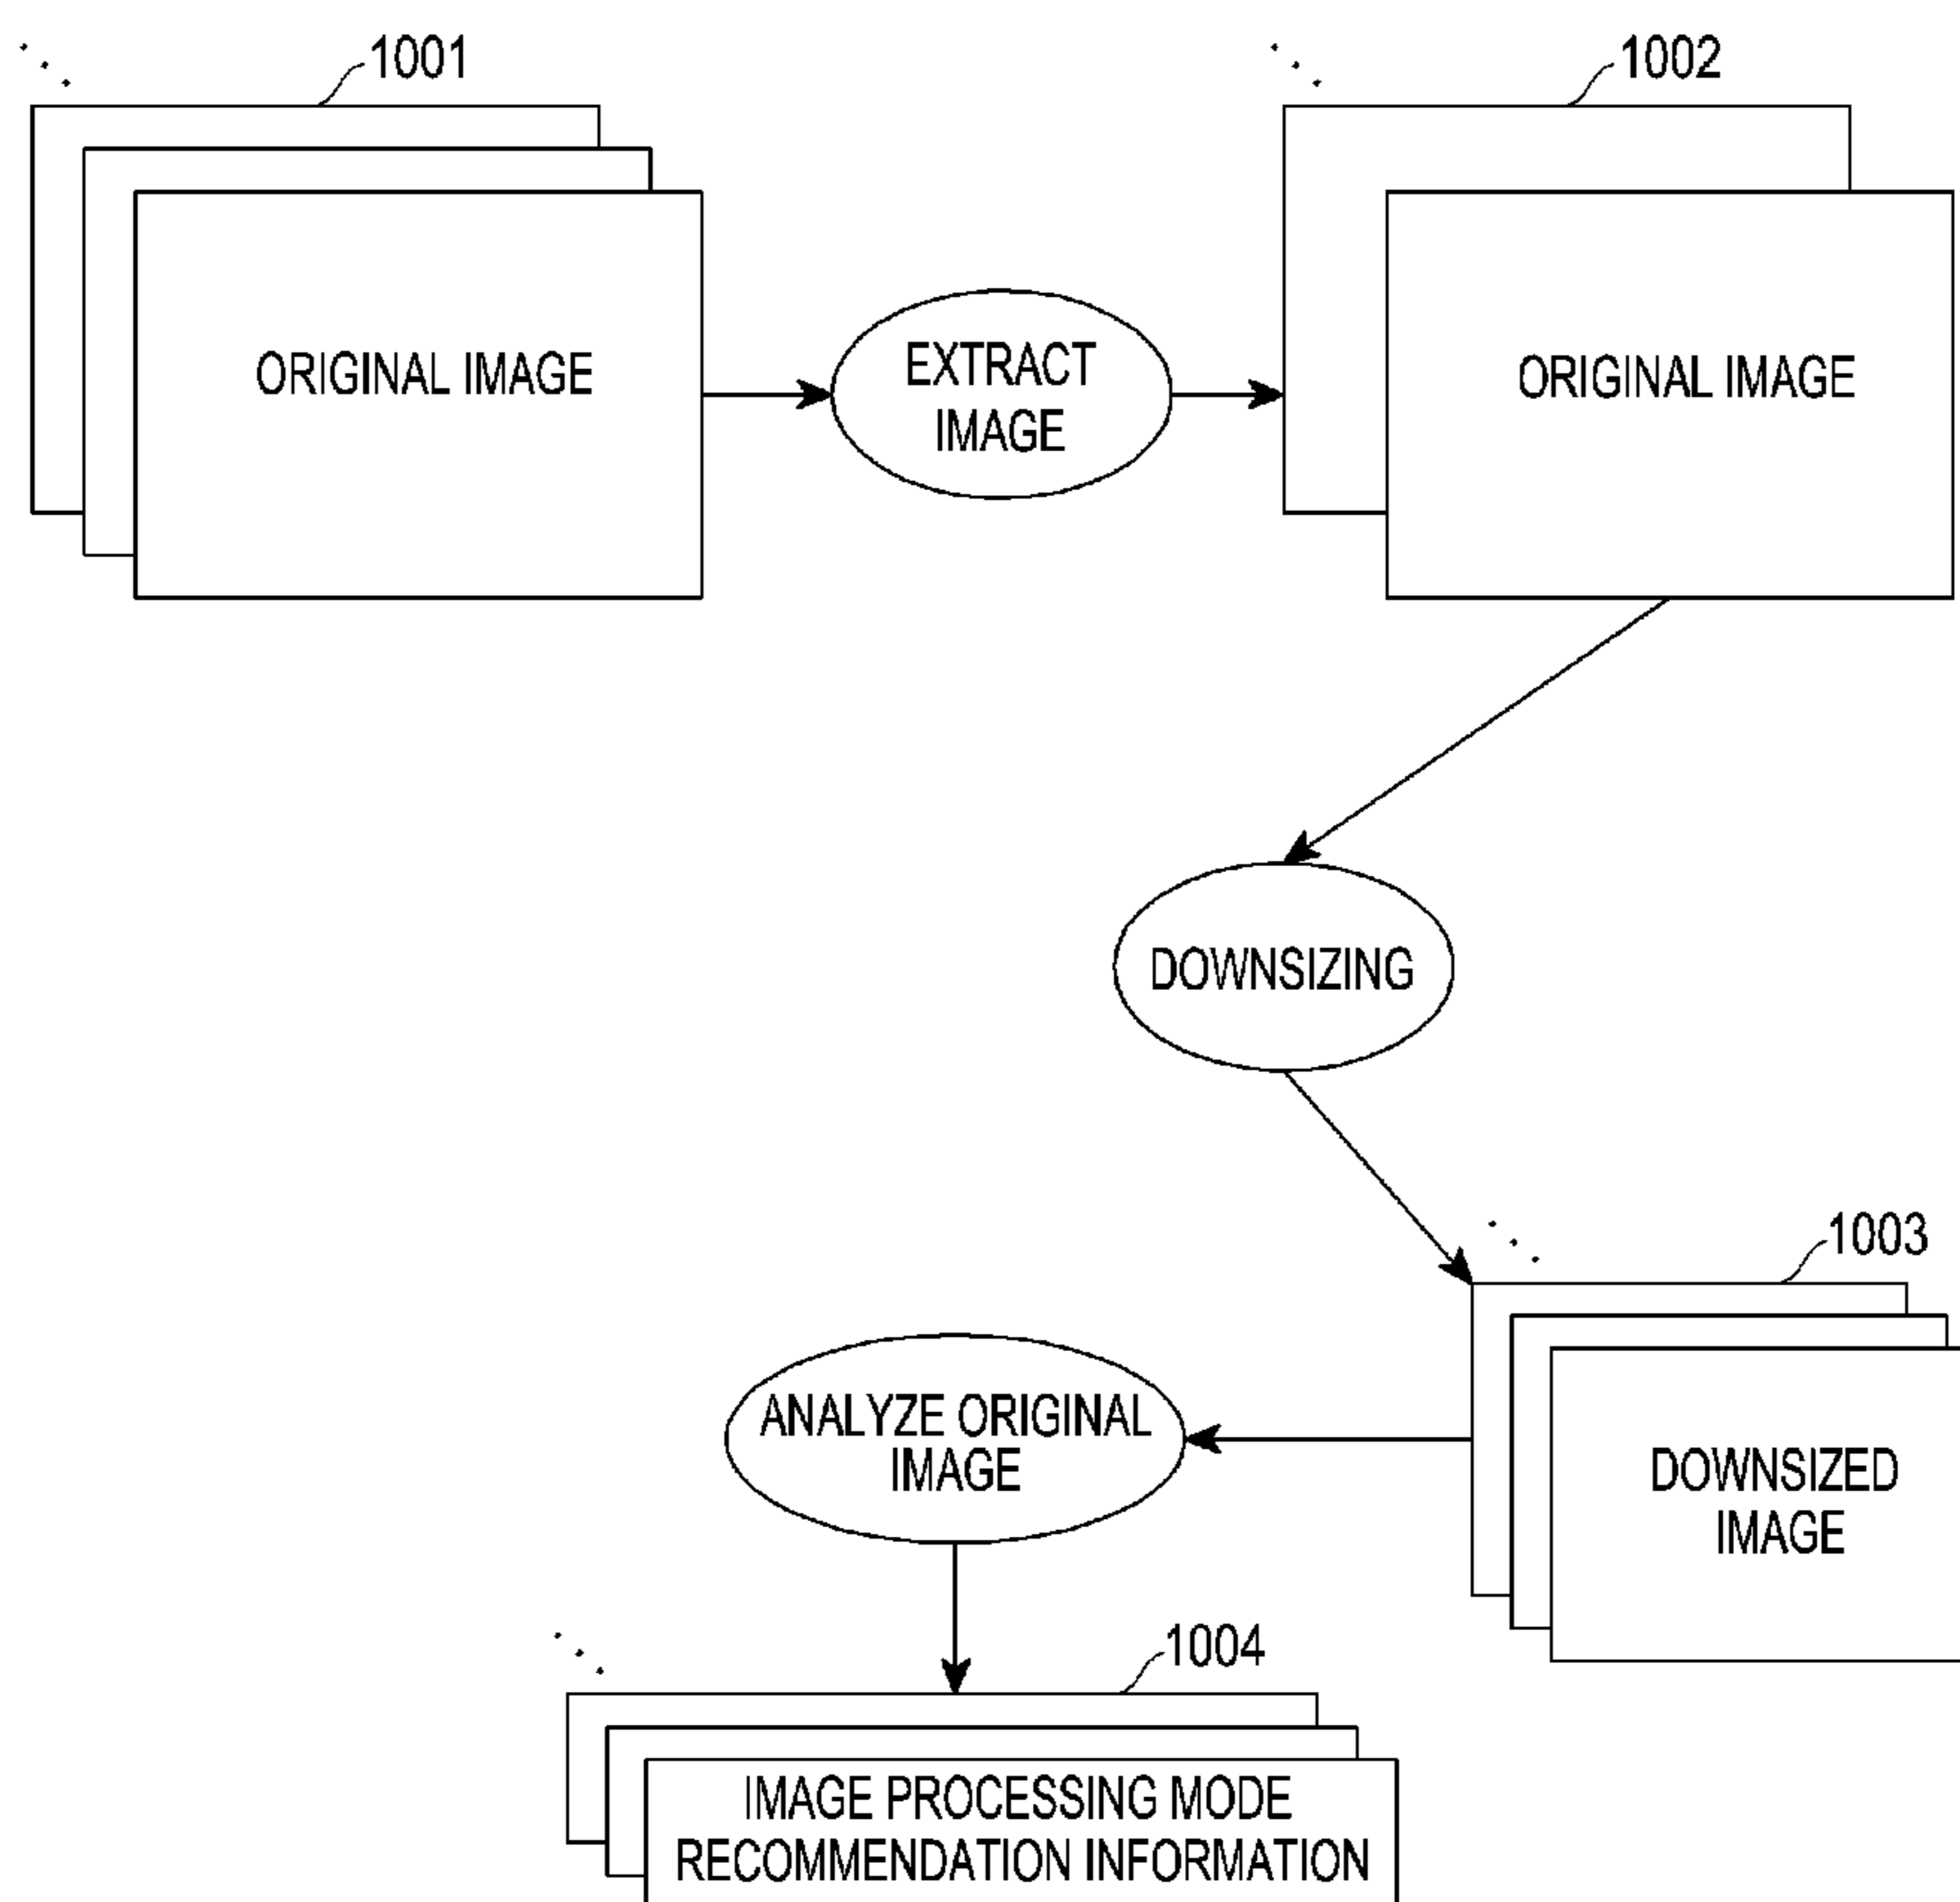 1001
1002
ORIGINAL IMAGE
EXTRACT
IMAGE
ORIGINAL IMAGE
DOWNSIZING
1003
ANALYZE ORIGINAL
IMAGE
DOWNSIZED
IMAGE
1004
IMAGE PROCESSING MODE
RECOMMENDATION INFORMATION